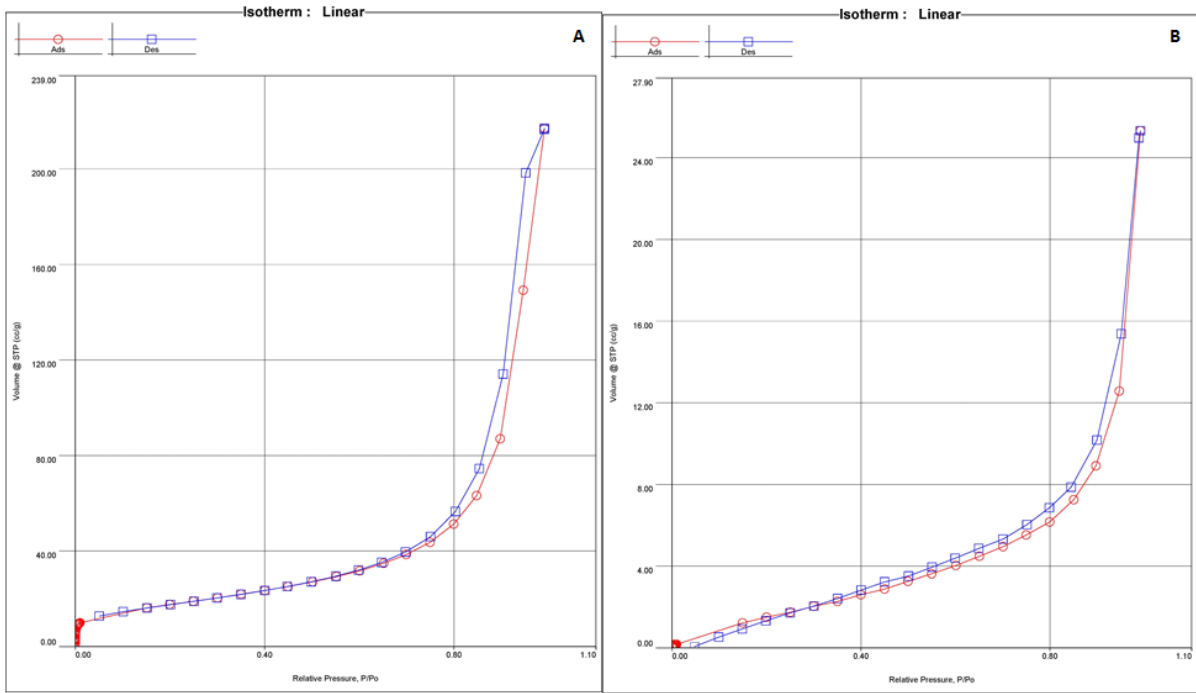 Isotherm :   Linear
Ads
Des
A
239.00
200.00
160.00
120.00
80.00
40.00
0.00
Volume @ STP (cc/g)
0.00
0.40
0.80
1.10
Relative Pressure, P/Po
Isotherm :   Linear
Ads
Des
B
27.90
24.00
20.00
16.00
12.00
8.00
4.00
0.00
Volume @ STP (cc/g)
0.00
0.40
0.80
1.10
Relative Pressure, P/Po